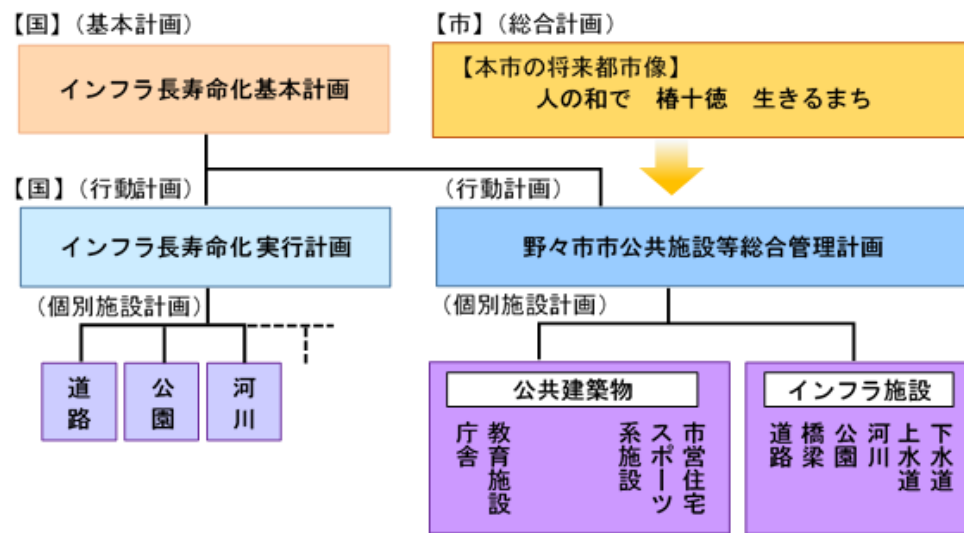 【国】(基本計画)
インフラ長寿命化基本計画
【市】(総合計画)
【本市の将来都市像】
人の和で　椿十徳　生きるまち
【国】(行動計画)
インフラ長寿命化実行計画
(行動計画)
野々市市公共施設等総合管理計画
(個別施設計画)
道路
公園
河川
(個別施設計画)
公共建築物
庁舎
教育施設
スポーツ
系施設
市営住宅
インフラ施設
道路
橋梁
公園
河川
上水道
下水道